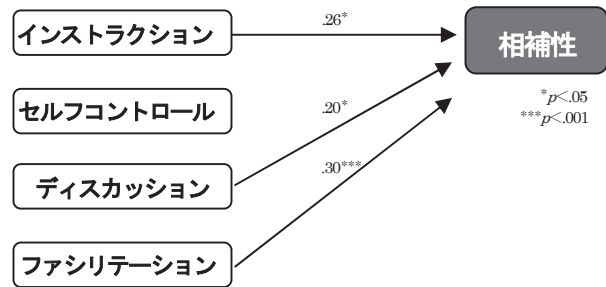 インストラクション
.26*
相補性
*p<.05
***p<.001
セルフコントロール
.20*
ディスカッション
.30***
ファシリテーション